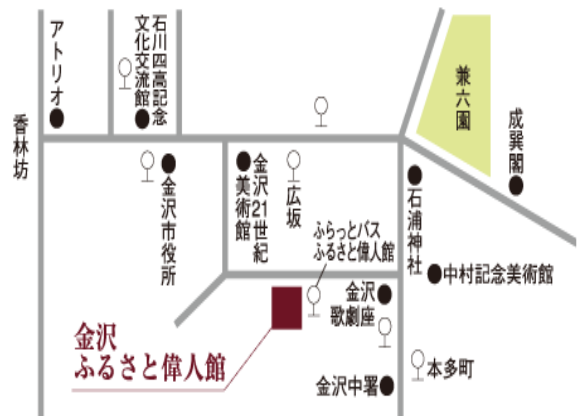 香林坊
アトリオ
石川四高記念
文化交流館
兼六園
成巽閣
金沢市役所
金沢21世紀
美術館
広坂
ふらっとバス
ふるさと偉人館
石浦神社
中村記念美術館
金沢
歌劇座
金沢
ふるさと偉人館
金沢中署
本多町